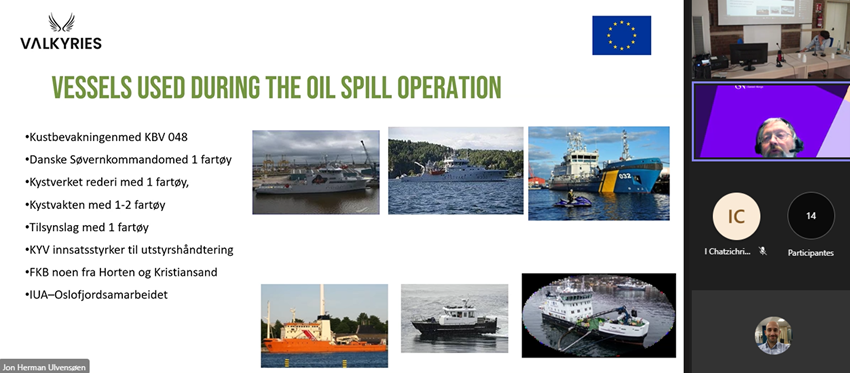 VALKYRIES
VESSELS USED DURING THE OIL SPILL OPERATION
•Kustbevakningenmed KBV 048
•Danske Søvernkommandomed 1 fartøy
•Kystverket rederi med 1 fartøy,
•Kystvakten med 1-2 fartøy
•Tilsynslag med 1 fartøy
•KYV innsatsstyrker til utstyrshåndtering
•FKB noen fra Horten og Kristiansand
•IUA–Oslofjordsamarbeidet
032
Jon Herman Ulvensøen
IC
14
I Chatzichri...
Participantes